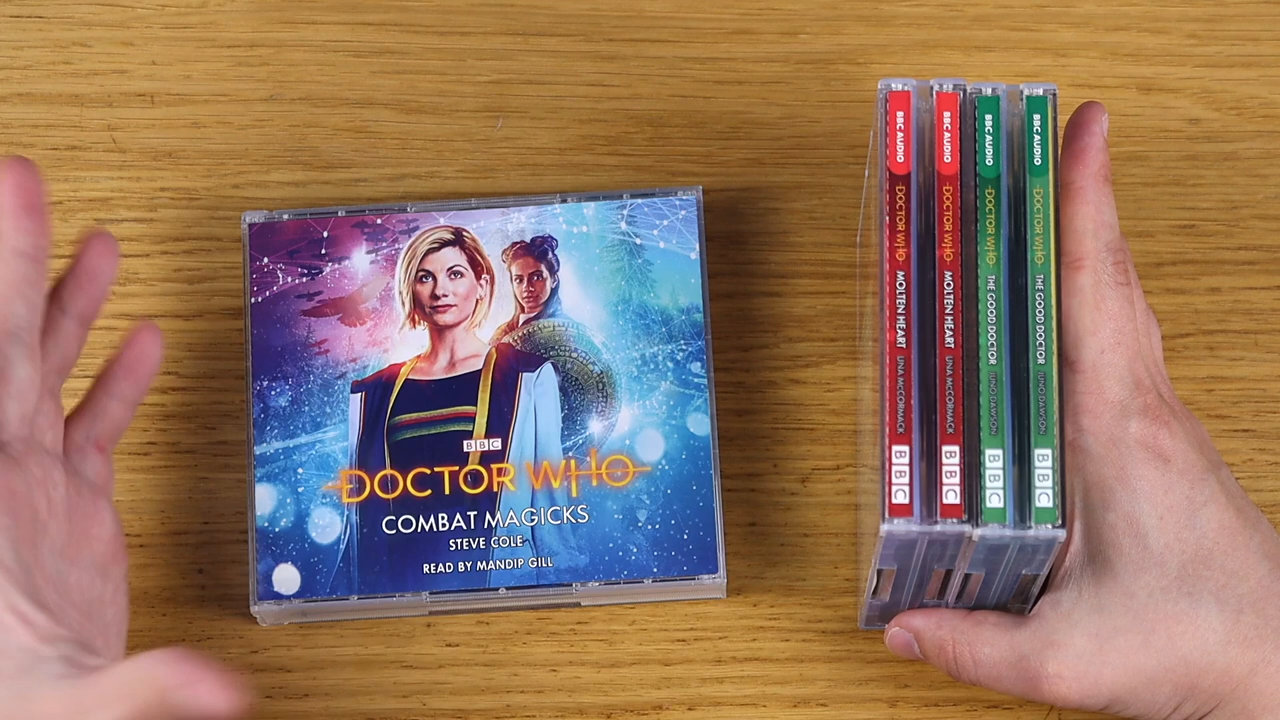 BBC
DOCTOR WHO
COMBAT MAGICKS
STEVE COLE
READ BY MANDIP GILL
BBC AUDIO DOCTOR WHO MOLTEN HEART UNA MCCORMACK BBC
BBC AUDIO DOCTOR WHO MOLTEN HEART UNA MCCORMACK BBC
BBC AUDIO DOCTOR WHO THE GOOD DOCTOR JUNO DAWSON BBC
BBC AUDIO DOCTOR WHO THE GOOD DOCTOR JUNO DAWSON BBC